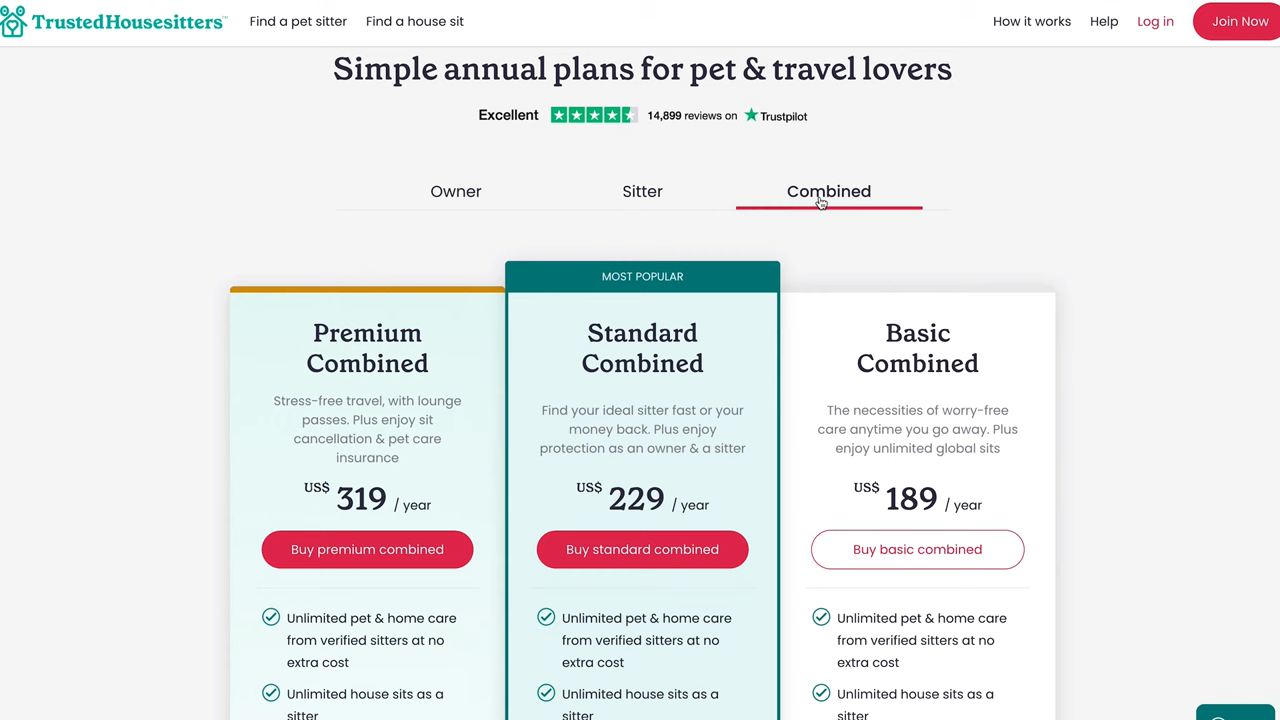 TrustedHousesitters™ Find a pet sitter Find a house sit How it works Help Log in Join Now
Simple annual plans for pet & travel lovers
Excellent 14,899 reviews on Trustpilot
Owner Sitter Combined
MOST POPULAR
Premium
Combined
Stress-free travel, with lounge
passes. Plus enjoy sit
cancellation & pet care
insurance
US$ 319 / year
Buy premium combined
Unlimited pet & home care
from verified sitters at no
extra cost
Unlimited house sits as a
sitter
Standard
Combined
Find your ideal sitter fast or your
money back. Plus enjoy
protection as an owner & a sitter
US$ 229 / year
Buy standard combined
Unlimited pet & home care
from verified sitters at no
extra cost
Unlimited house sits as a
sitter
Basic
Combined
The necessities of worry-free
care anytime you go away. Plus
enjoy unlimited global sits
US$ 189 / year
Buy basic combined
Unlimited pet & home care
from verified sitters at no
extra cost
Unlimited house sits as a
sitter